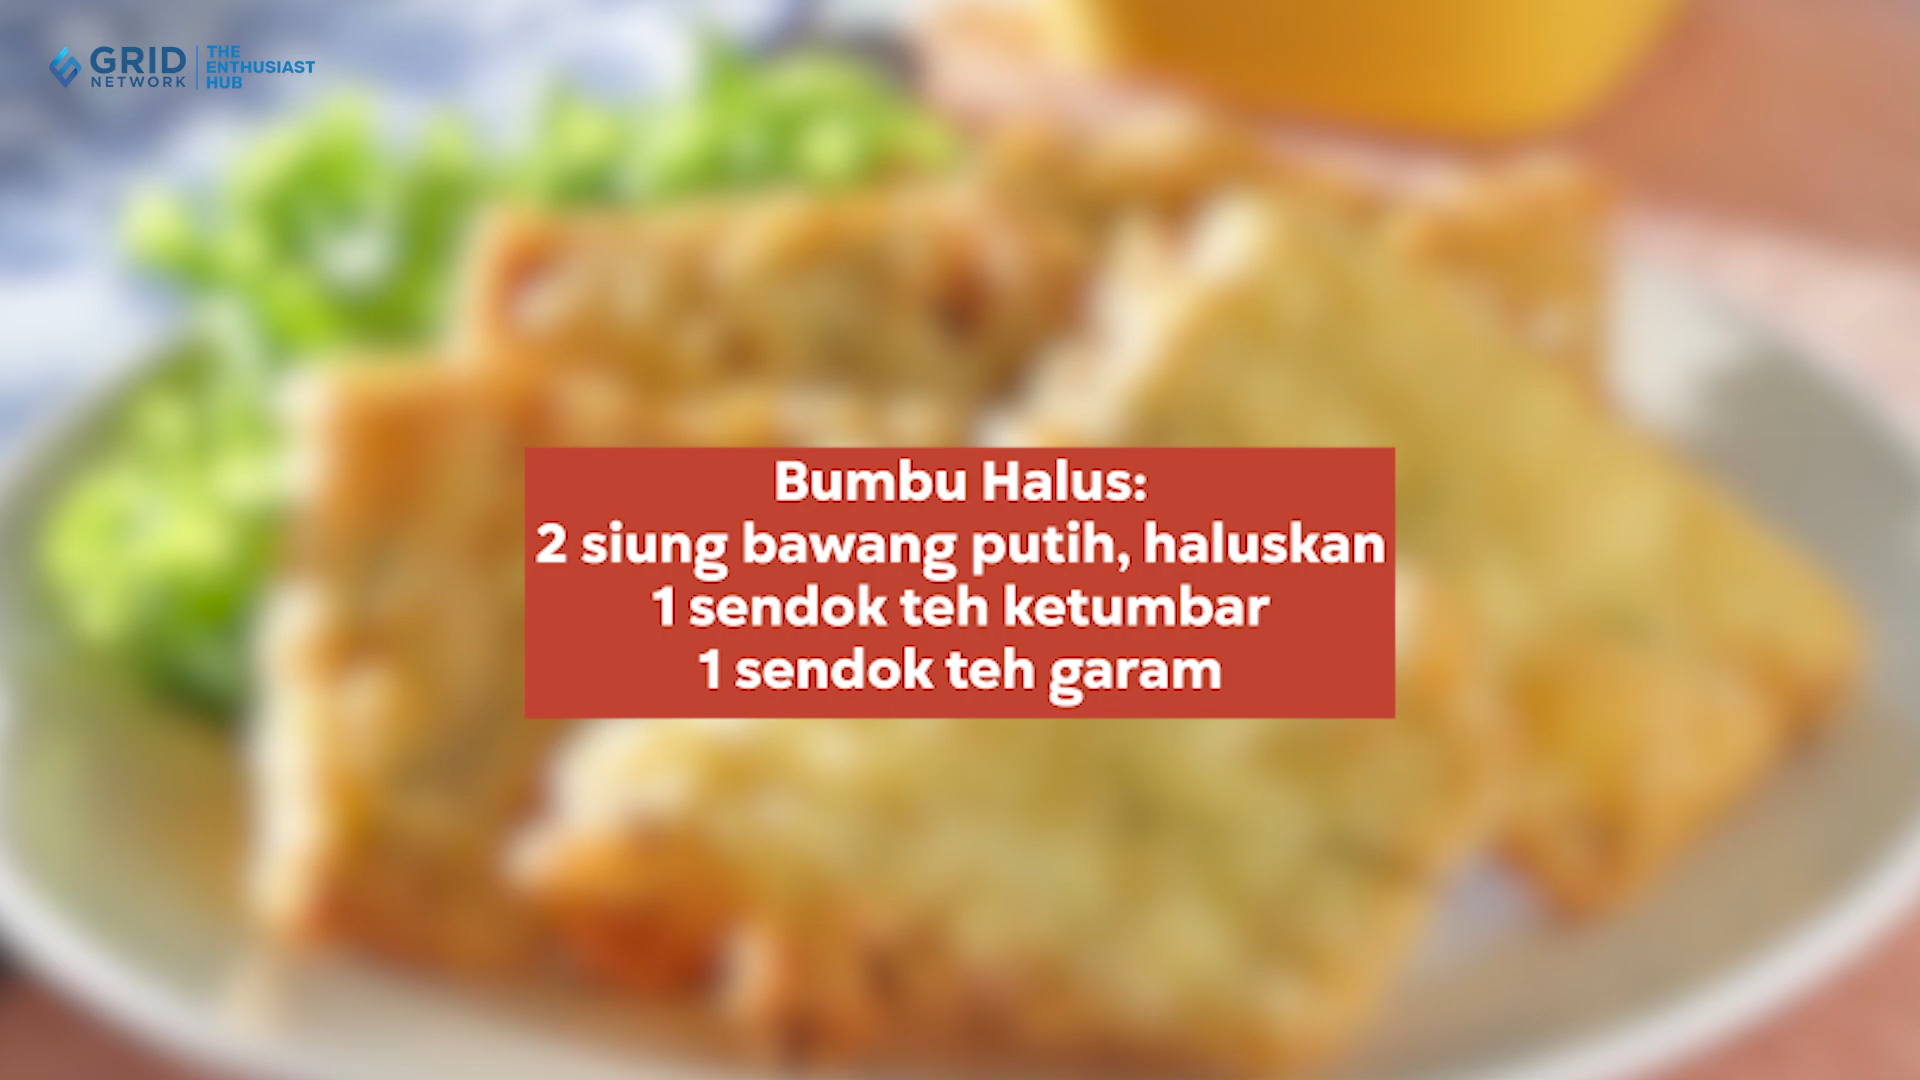 GRID
NETWORK
THE
ENTHUSIAST
HUB
Bumbu Halus:
2 siung bawang putih, haluskan
1 sendok teh ketumbar
1 sendok teh garam